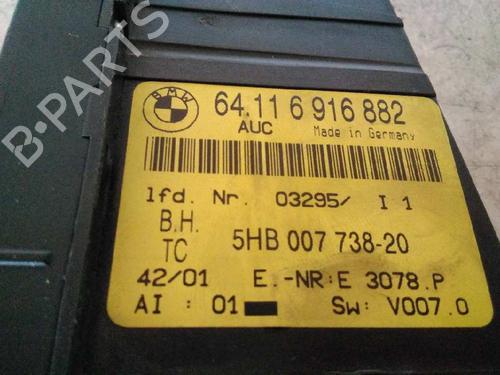 BMW
64.11 6 916 882
AUC Made in Germany
lfd. Nr. 03295/ I 1
B.H.
TC 5HB 007 738-20
42/01 E.-NR:E 3078.P
AI : 01 Sw: V007.0
B-PARTS